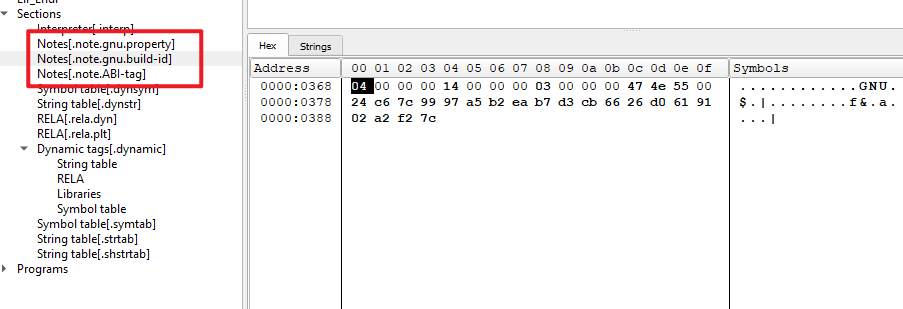 Elf_Ehdr
Sections
Interpreter[.interp]
Notes[.note.gnu.property]
Notes[.note.gnu.build-id]
Notes[.note.ABI-tag]
Symbol table[.dynsym]
String table[.dynstr]
RELA[.rela.dyn]
RELA[.rela.plt]
Dynamic tags[.dynamic]
String table
RELA
Libraries
Symbol table
Symbol table[.symtab]
String table[.strtab]
String table[.shstrtab]
Programs
Hex Strings
Address 00 01 02 03 04 05 06 07 08 09 0a 0b 0c 0d 0e 0f Symbols
0000:0368 04 00 00 00 14 00 00 00 03 00 00 00 47 4e 55 00 ............GNU.
0000:0378 24 c6 7c 99 97 a5 b2 ea b7 d3 cb 66 26 d0 61 91 $.|........f&.a.
0000:0388 02 a2 f2 7c ...|